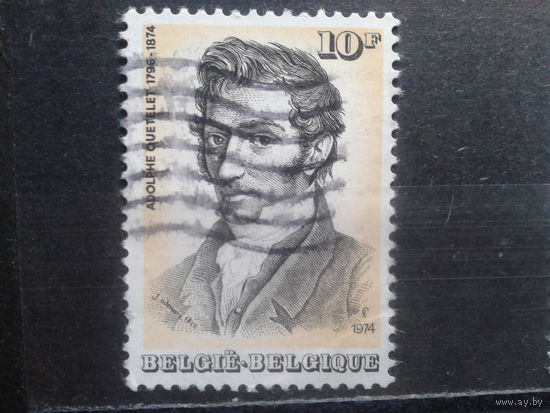 10F
ADOLPHE QUETELET 1796-1874
1974
BELGIË·BELGIQUE
www.ay.by